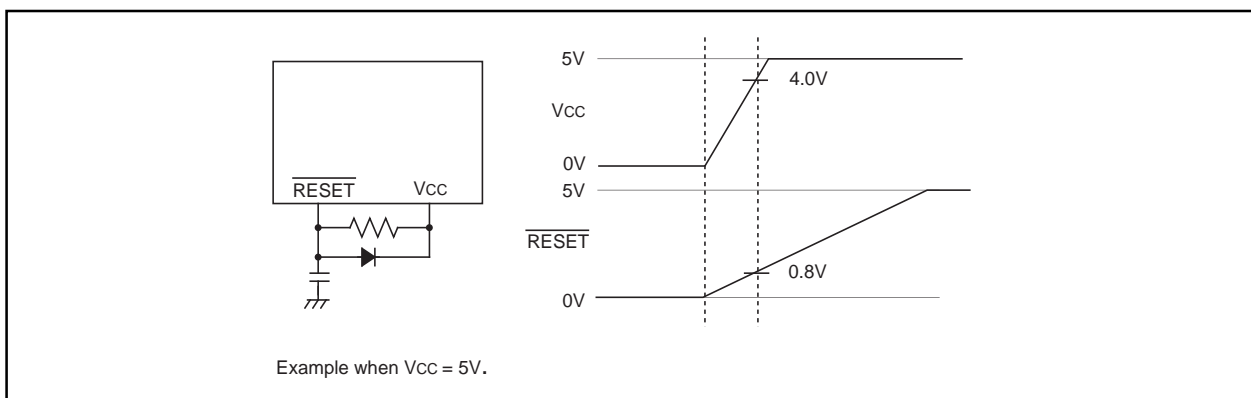 RESET
VCC
5V
4.0V
VCC
0V
5V
RESET
0.8V
0V
Example when VCC = 5V.